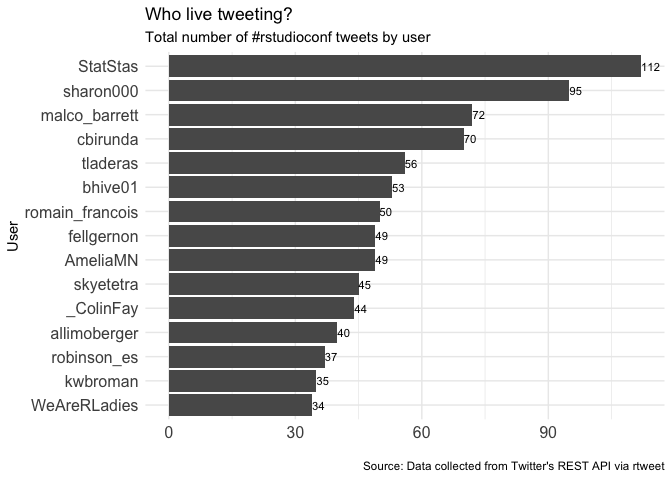 Who live tweeting?
Total number of #rstudioconf tweets by user
User
StatStas 112
sharon000 95
malco_barrett 72
cbirunda 70
tladeras 56
bhive01 53
romain_francois 50
fellgernon 49
AmeliaMN 49
skyetetra 45
_ColinFay 44
allimoberger 40
robinson_es 37
kwbroman 35
WeAreRLadies 34
0 30 60 90
Source: Data collected from Twitter's REST API via rtweet